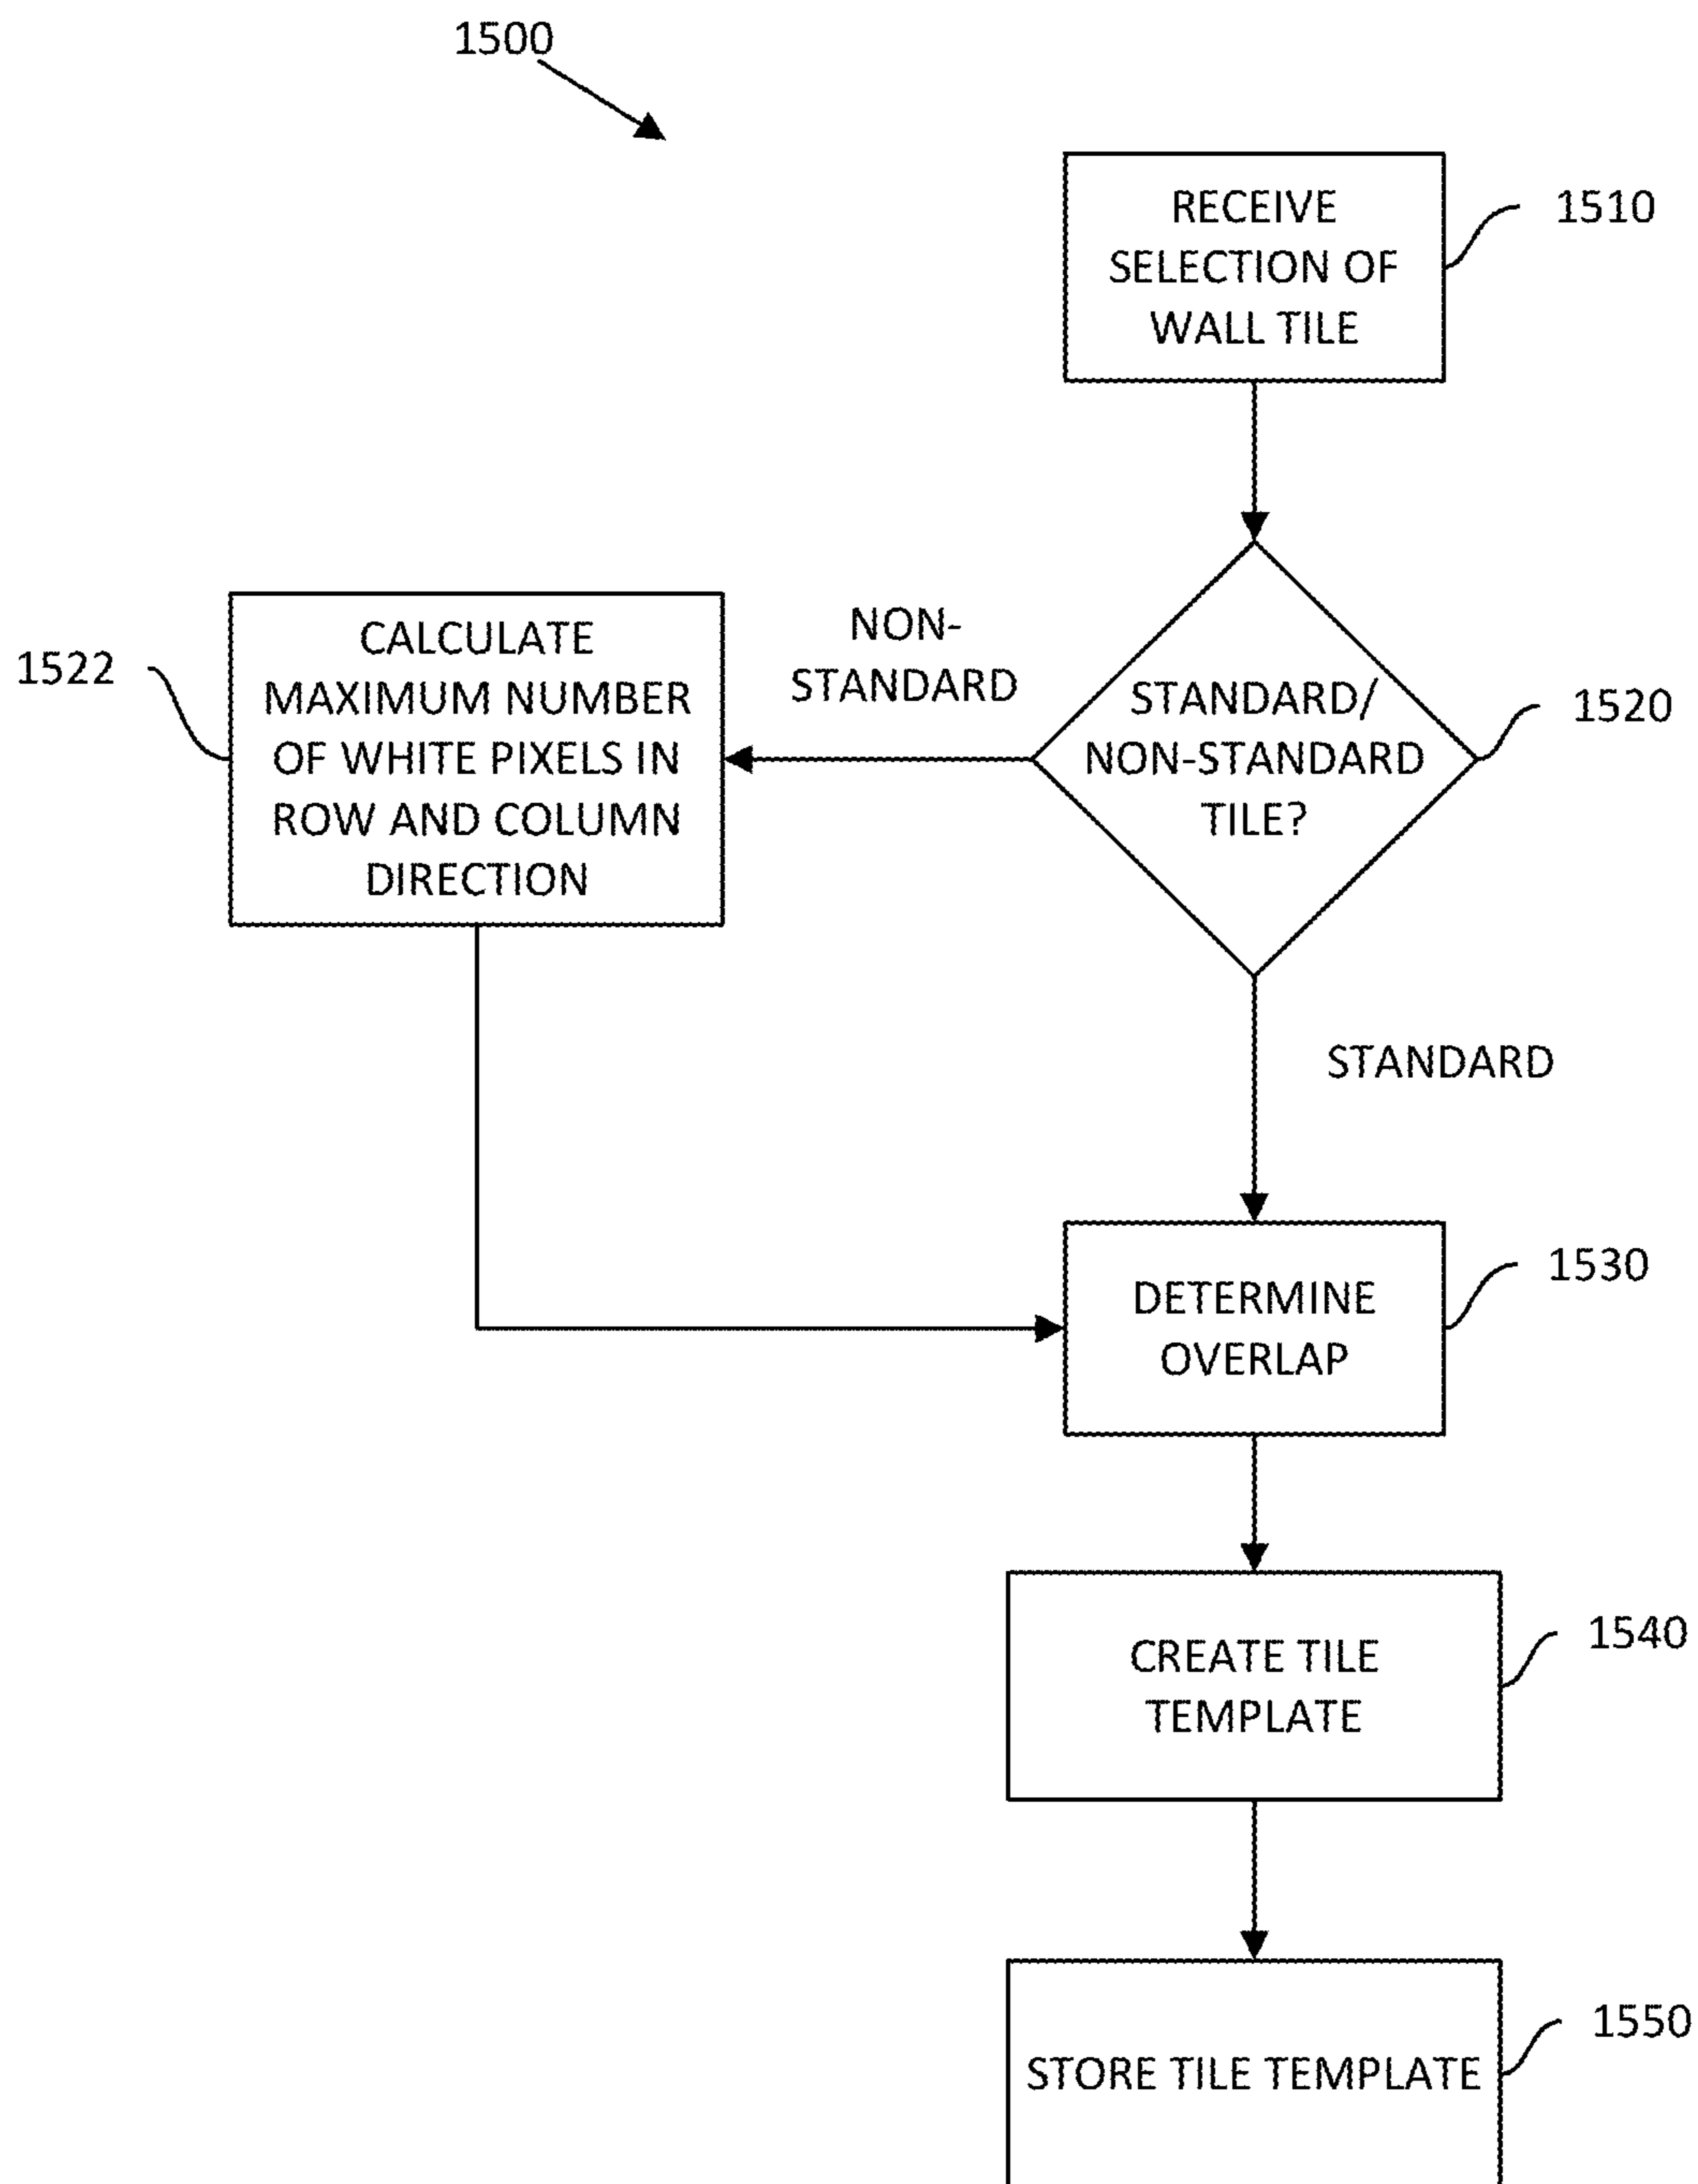 1500
RECEIVE
SELECTION OF
WALL TILE
1510
STANDARD/
NON-STANDARD
TILE?
1520
NON-
STANDARD
CALCULATE
MAXIMUM NUMBER
OF WHITE PIXELS IN
ROW AND COLUMN
DIRECTION
1522
STANDARD
DETERMINE
OVERLAP
1530
CREATE TILE
TEMPLATE
1540
STORE TILE TEMPLATE
1550